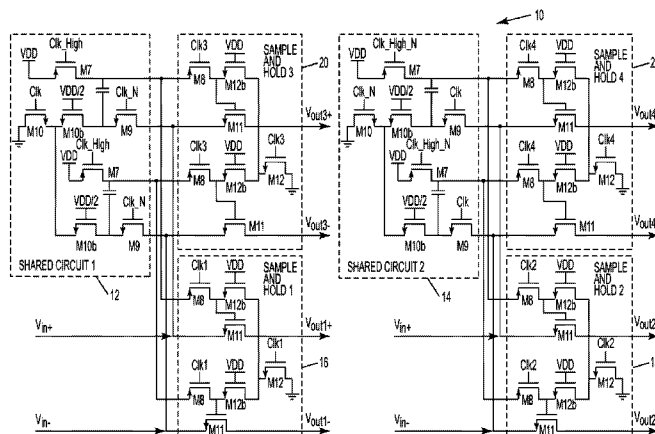 10
Clk_High
VDD
M7
Clk3
VDD
SAMPLE AND HOLD 3
20
Clk_High_N
VDD
M7
Clk4
VDD
SAMPLE AND HOLD 4
M8
M12b
M8
M12b
Clk
VDD/2
Clk_N
Clk_N
VDD/2
Clk
M10
M10b
M9
M11
Vout3+
M10
M10b
M9
M11
Vout4
Clk_High
VDD
M7
Clk3
VDD
Clk3
Clk_High_N
VDD
M7
Clk4
VDD
Clk4
M8
M12b
M12
M8
M12b
M12
VDD/2
Clk_N
VDD/2
Clk
M10b
M9
M11
Vout3-
M10b
M9
M11
Vout4
SHARED CIRCUIT 1
SHARED CIRCUIT 2
12
14
Clk1
VDD
SAMPLE AND HOLD 1
Clk2
VDD
SAMPLE AND HOLD 2
M8
M12b
M8
M12b
Vin+
M11
Vout1+
Vin+
M11
Vout2
Clk1
VDD
Clk1
16
Clk2
VDD
Clk2
M8
M12b
M12
M8
M12b
M12
Vin-
M11
Vout1-
Vin-
M11
Vout2